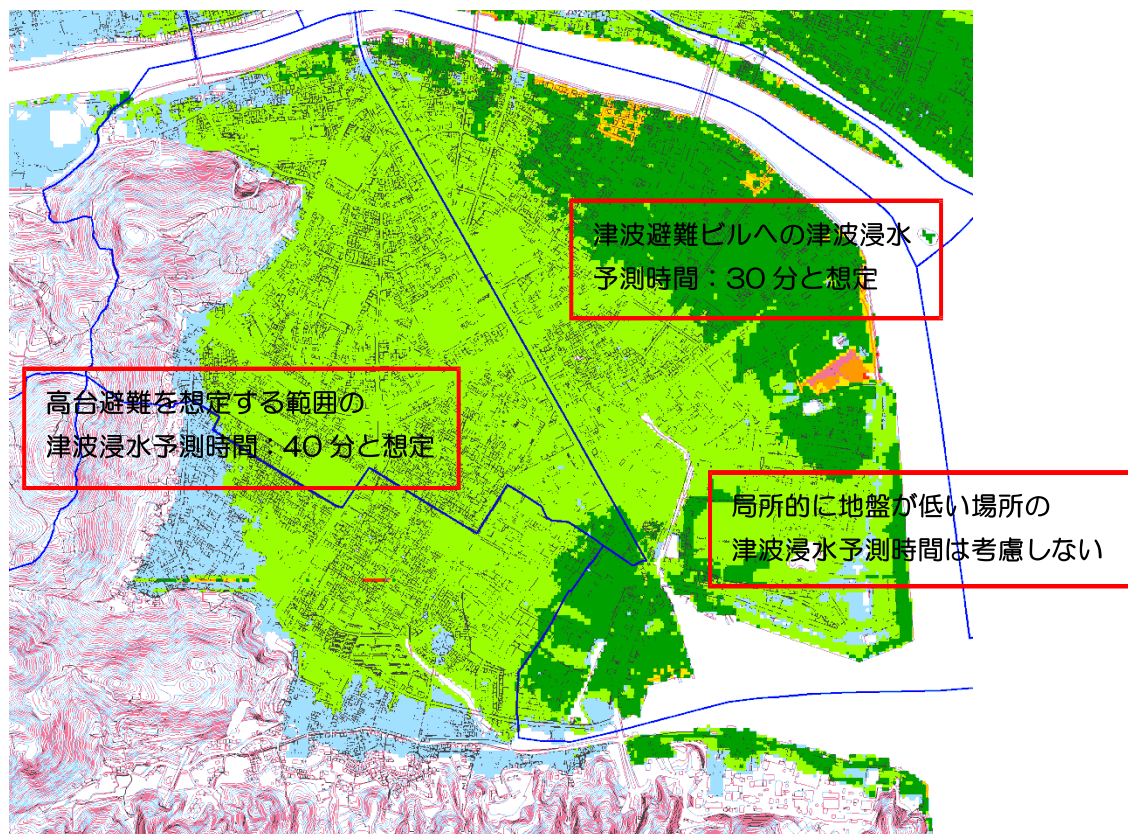 津波避難ビルへの津波浸水
予測時間：30 分と想定
高台避難を想定する範囲の
津波浸水予測時間：40 分と想定
局所的に地盤が低い場所の
津波浸水予測時間は考慮しない